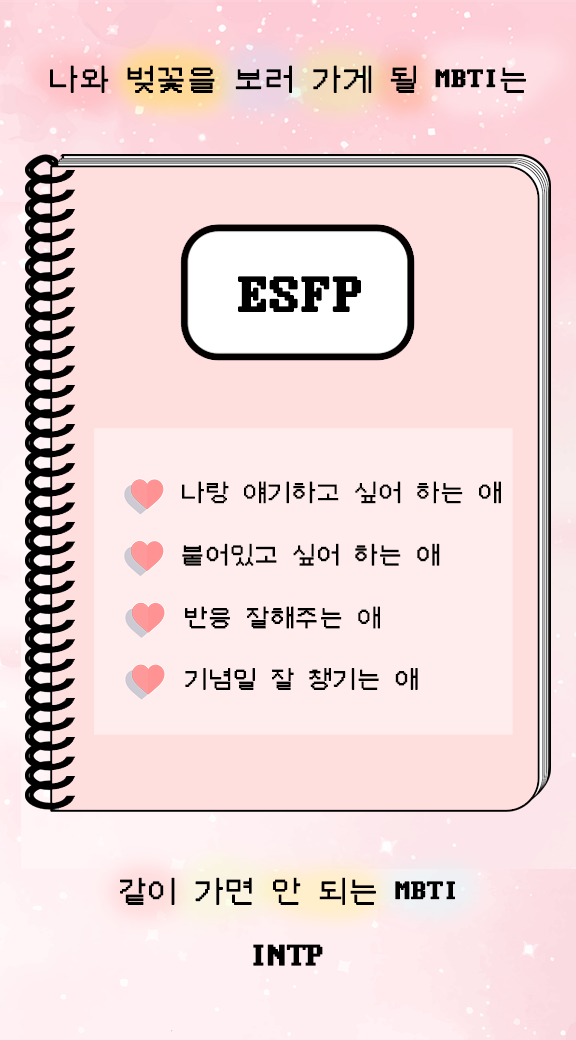 나와 벚꽃을 보러 가게 될 MBTI는
ESFP
나랑 얘기하고 싶어 하는 애
붙어있고 싶어 하는 애
반응 잘해주는 애
기념일 잘 챙기는 애
같이 가면 안 되는 MBTI
INTP